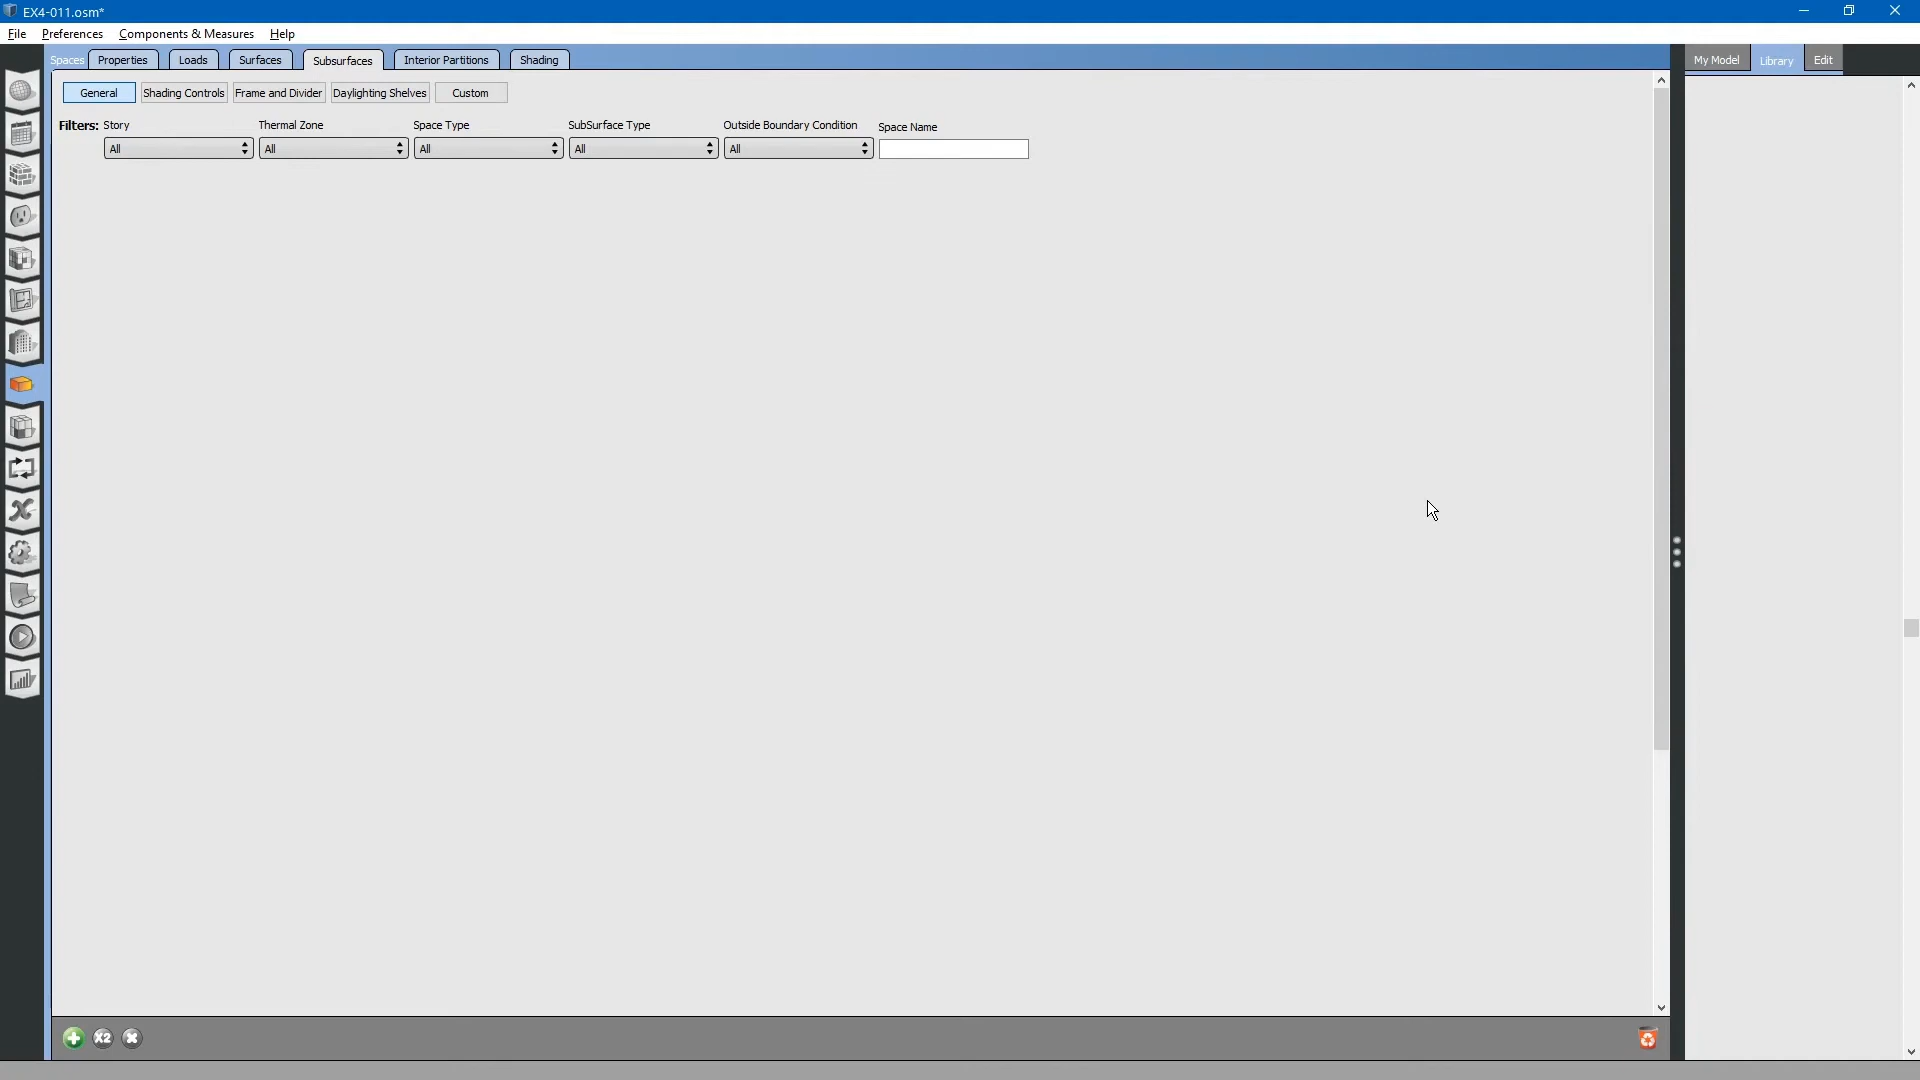 EX4-011.osm*
File Preferences Components & Measures Help
Spaces Properties Loads Surfaces Subsurfaces Interior Partitions Shading My Model Library Edit
General Shading Controls Frame and Divider Daylighting Shelves Custom
Filters: Story Thermal Zone Space Type SubSurface Type Outside Boundary Condition Space Name
All All All All All
X2